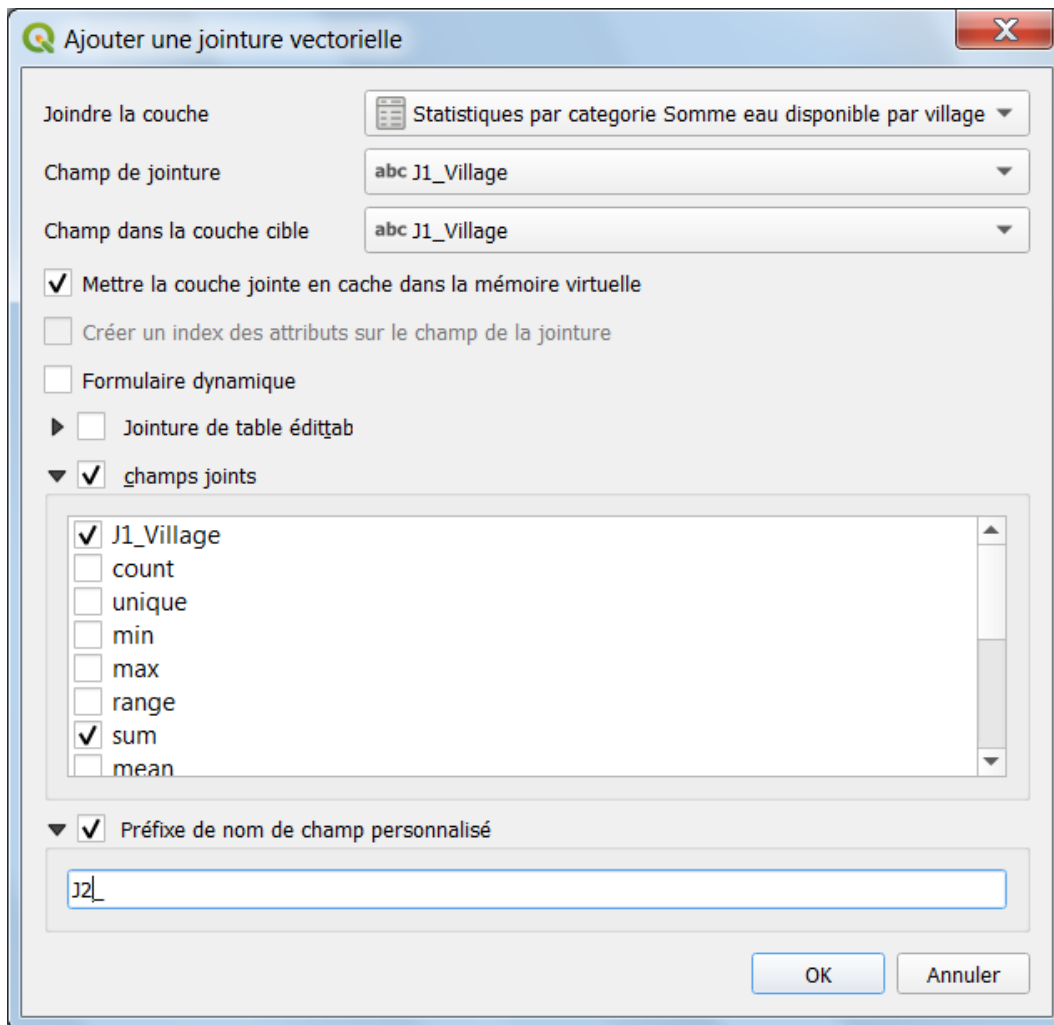 Ajouter une jointure vectorielle
Joindre la couche Statistiques par categorie Somme eau disponible par village
Champ de jointure abc J1_Village
Champ dans la couche cible abc J1_Village
Mettre la couche jointe en cache dans la mémoire virtuelle
Créer un index des attributs sur le champ de la jointure
Formulaire dynamique
Jointure de table édittab
champs joints
J1_Village
count
unique
min
max
range
sum
mean
Préfixe de nom de champ personnalisé
J2_
OK Annuler